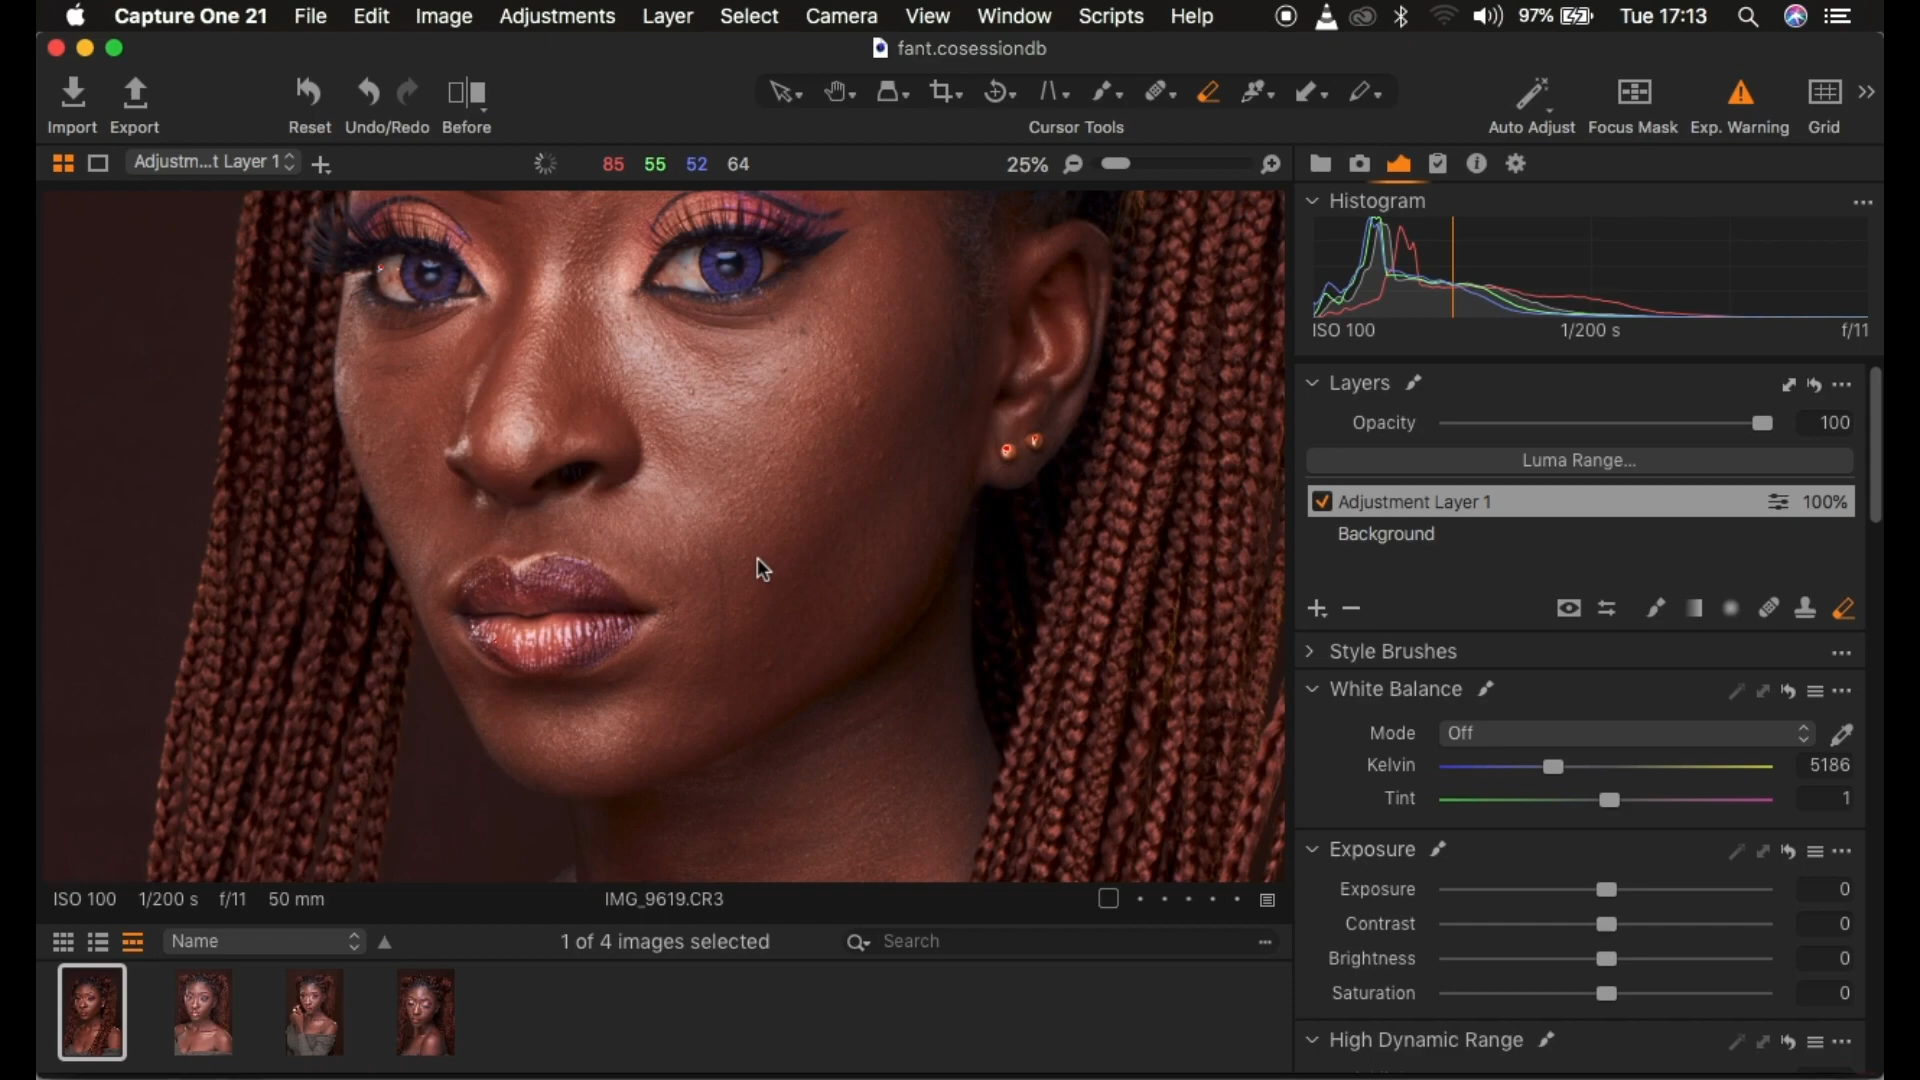 Capture One 21 File Edit Image Adjustments Layer Select Camera View Window Scripts Help 97% Tue 17:13
fant.cosessiondb
Import Export Reset Undo/Redo Before Cursor Tools Auto Adjust Focus Mask Exp. Warning Grid
Adjustm...t Layer 1 85 55 52 64 25%
Histogram
ISO 100 1/200 s f/11
Layers
Opacity 100
Luma Range...
Adjustment Layer 1 100%
Background
Style Brushes
White Balance
Mode Off
Kelvin 5186
Tint 1
Exposure
Exposure 0
Contrast 0
Brightness 0
Saturation 0
High Dynamic Range
ISO 100 1/200 s f/11 50 mm IMG_9619.CR3
Name 1 of 4 images selected Search